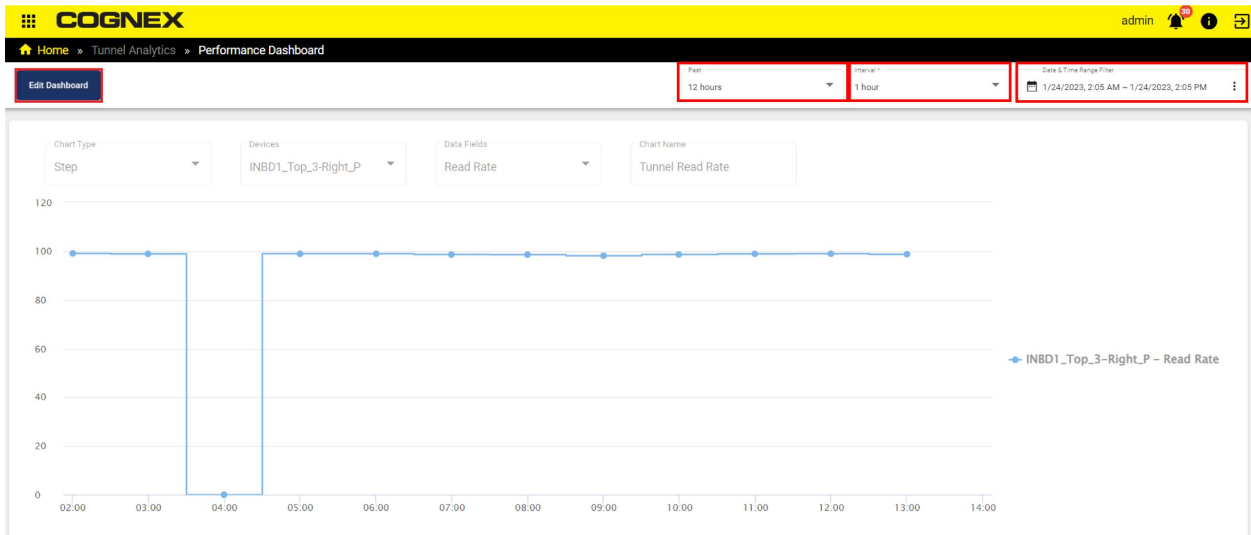 COGNEX
admin
30
Home » Tunnel Analytics » Performance Dashboard
Edit Dashboard
Past
12 hours
Interval *
1 hour
Date & Time Range Filter
1/24/2023, 2:05 AM ~ 1/24/2023, 2:05 PM
Chart Type
Step
Devices
INBD1_Top_3-Right_P
Data Fields
Read Rate
Chart Name
Tunnel Read Rate
120
100
80
60
40
20
0
02:00 03:00 04:00 05:00 06:00 07:00 08:00 09:00 10:00 11:00 12:00 13:00 14:00
INBD1_Top_3-Right_P - Read Rate